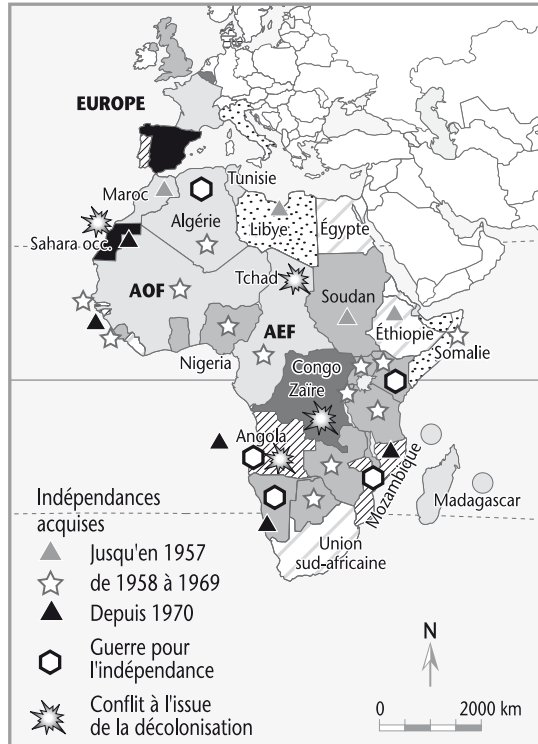 EUROPE
Tunisie
Maroc
Algérie
Libye
Égypte
Sahara occ.
Tchad
AOF
Soudan
AEF
Éthiopie
Nigeria
Somalie
Congo
Zaïre
Angola
Mozambique
Madagascar
Union
sud-africaine
Indépendances
acquises
Jusqu'en 1957
de 1958 à 1969
Depuis 1970
Guerre pour
l'indépendance
Conflit à l'issue
de la décolonisation
N
0 2000 km